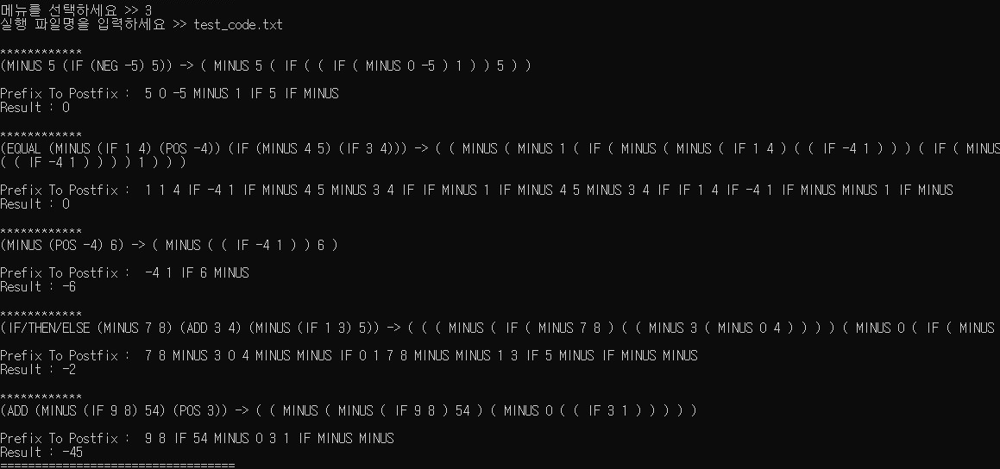 메뉴를 선택하세요 >> 3
실행 파일명을 입력하세요 >> test_code.txt
************
(MINUS 5 (IF (NEG -5) 5)) -> ( MINUS 5 ( IF ( ( IF ( MINUS 0 -5 ) 1 ) ) 5 ) )
Prefix To Postfix :  5 0 -5 MINUS 1 IF 5 IF MINUS
Result : 0
************
(EQUAL (MINUS (IF 1 4) (POS -4)) (IF (MINUS 4 5) (IF 3 4))) -> ( ( MINUS ( MINUS 1 ( IF ( MINUS ( MINUS ( IF 1 4 ) ( ( IF -4 1 ) ) ) ( IF ( MINUS
( ( IF -4 1 ) ) ) ) 1 ) ) )
Prefix To Postfix :  1 1 4 IF -4 1 IF MINUS 4 5 MINUS 3 4 IF IF MINUS 1 IF MINUS 4 5 MINUS 3 4 IF IF 1 4 IF -4 1 IF MINUS MINUS 1 IF MINUS
Result : 0
************
(MINUS (POS -4) 6) -> ( MINUS ( ( IF -4 1 ) ) 6 )
Prefix To Postfix :  -4 1 IF 6 MINUS
Result : -6
************
(IF/THEN/ELSE (MINUS 7 8) (ADD 3 4) (MINUS (IF 1 3) 5)) -> ( ( ( MINUS ( IF ( MINUS 7 8 ) ( ( MINUS 3 ( MINUS 0 4 ) ) ) ) ( MINUS 0 ( IF ( MINUS
Prefix To Postfix :  7 8 MINUS 3 0 4 MINUS MINUS IF 0 1 7 8 MINUS MINUS 1 3 IF 5 MINUS IF MINUS MINUS
Result : -2
************
(ADD (MINUS (IF 9 8) 54) (POS 3)) -> ( ( MINUS ( MINUS ( IF 9 8 ) 54 ) ( MINUS 0 ( ( IF 3 1 ) ) ) ) )
Prefix To Postfix :  9 8 IF 54 MINUS 0 3 1 IF MINUS MINUS
Result : -45
==================================